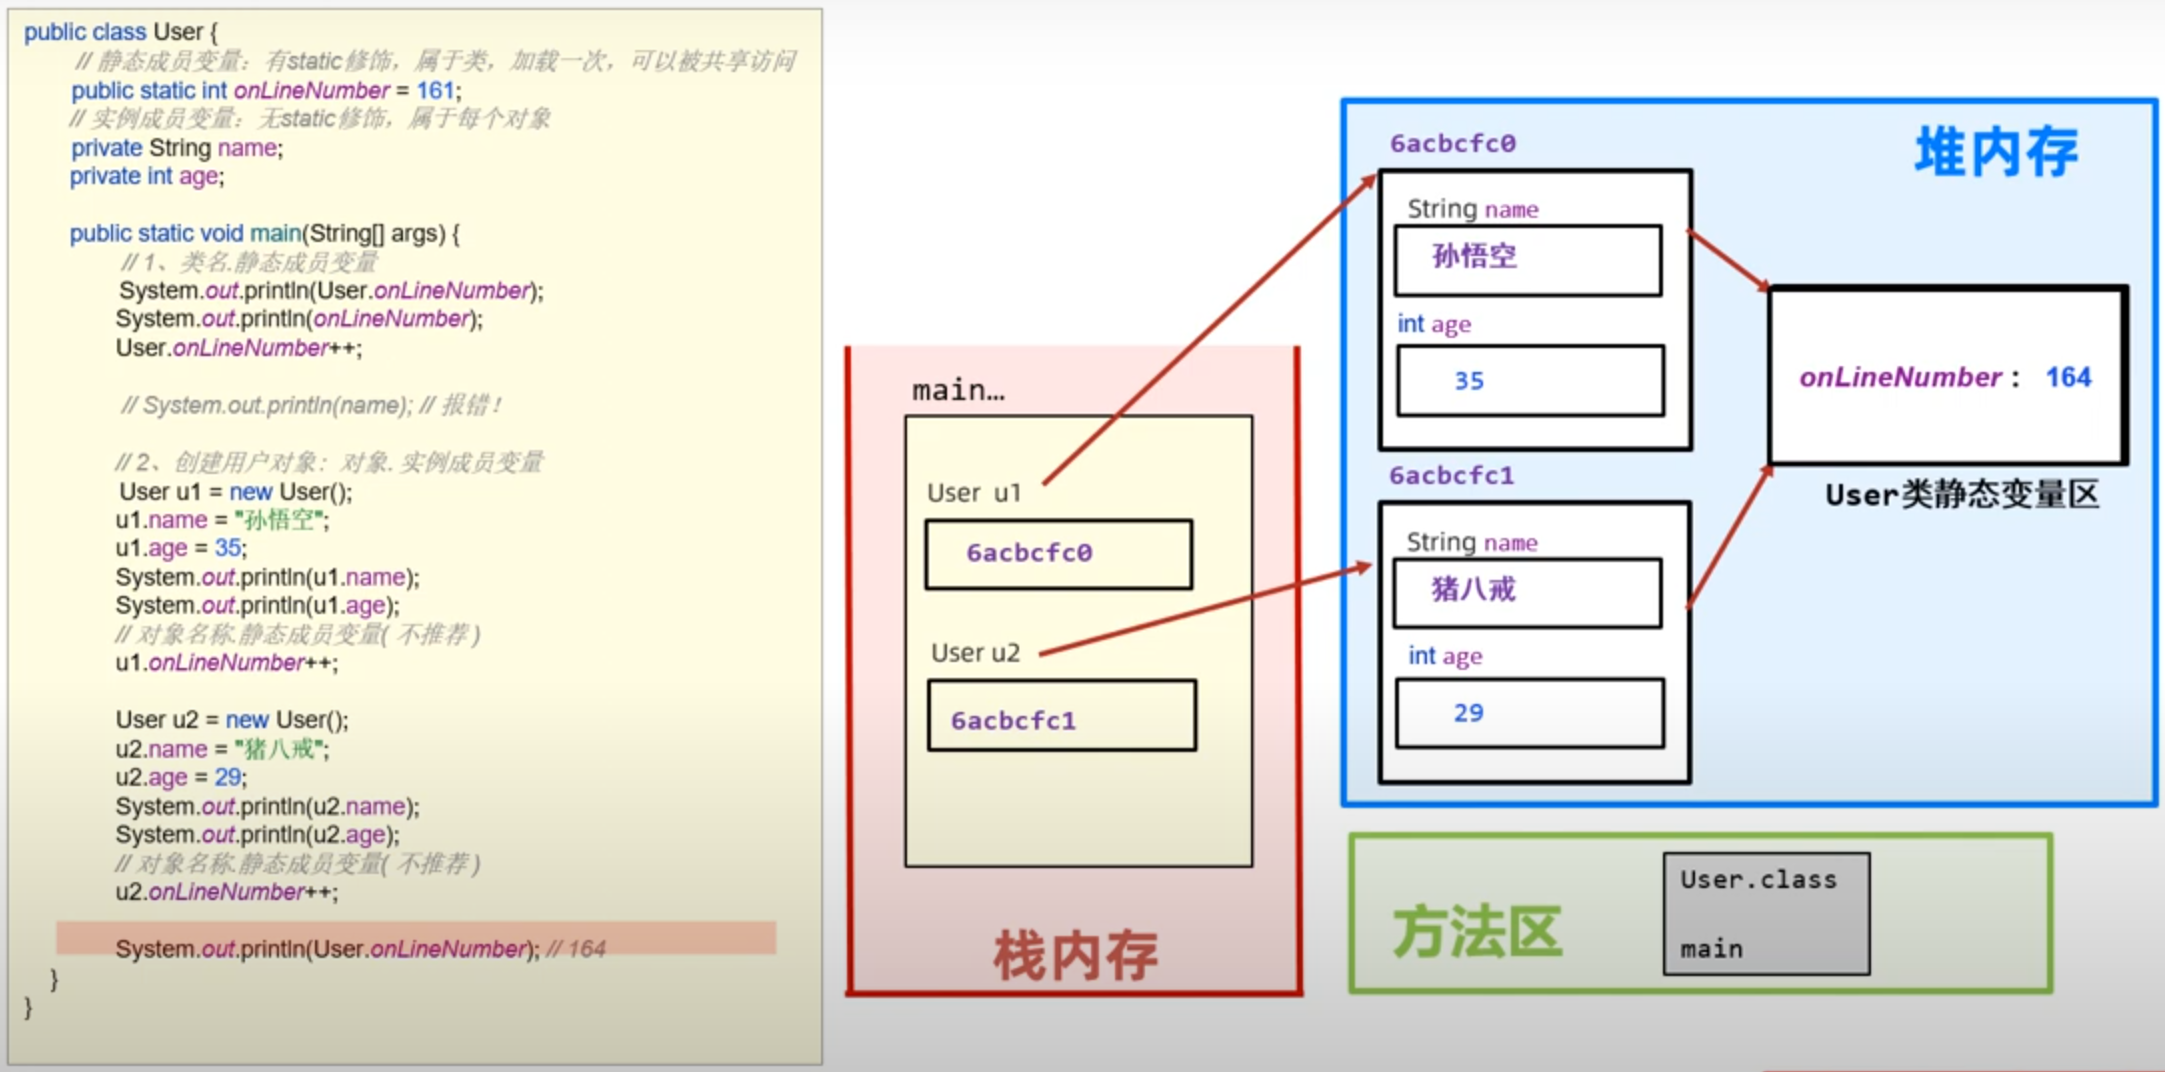 public class User {
// 静态成员变量：有static修饰，属于类，加载一次，可以被共享访问
public static int onLineNumber = 161;
// 实例成员变量：无static修饰，属于每个对象
private String name;
private int age;
public static void main(String[] args) {
// 1、类名.静态成员变量
System.out.println(User.onLineNumber);
System.out.println(onLineNumber);
User.onLineNumber++;
// System.out.println(name); // 报错！
// 2、创建用户对象：对象. 实例成员变量
User u1 = new User();
u1.name = "孙悟空";
u1.age = 35;
System.out.println(u1.name);
System.out.println(u1.age);
// 对象名称.静态成员变量( 不推荐 )
u1.onLineNumber++;
User u2 = new User();
u2.name = "猪八戒";
u2.age = 29;
System.out.println(u2.name);
System.out.println(u2.age);
// 对象名称.静态成员变量( 不推荐 )
u2.onLineNumber++;
System.out.println(User.onLineNumber); // 164
}
}
main...
User u1
6acbcfc0
User u2
6acbcfc1
栈内存
堆内存
6acbcfc0
String name
孙悟空
int age
35
6acbcfc1
String name
猪八戒
int age
29
onLineNumber： 164
User类静态变量区
方法区
User.class
main